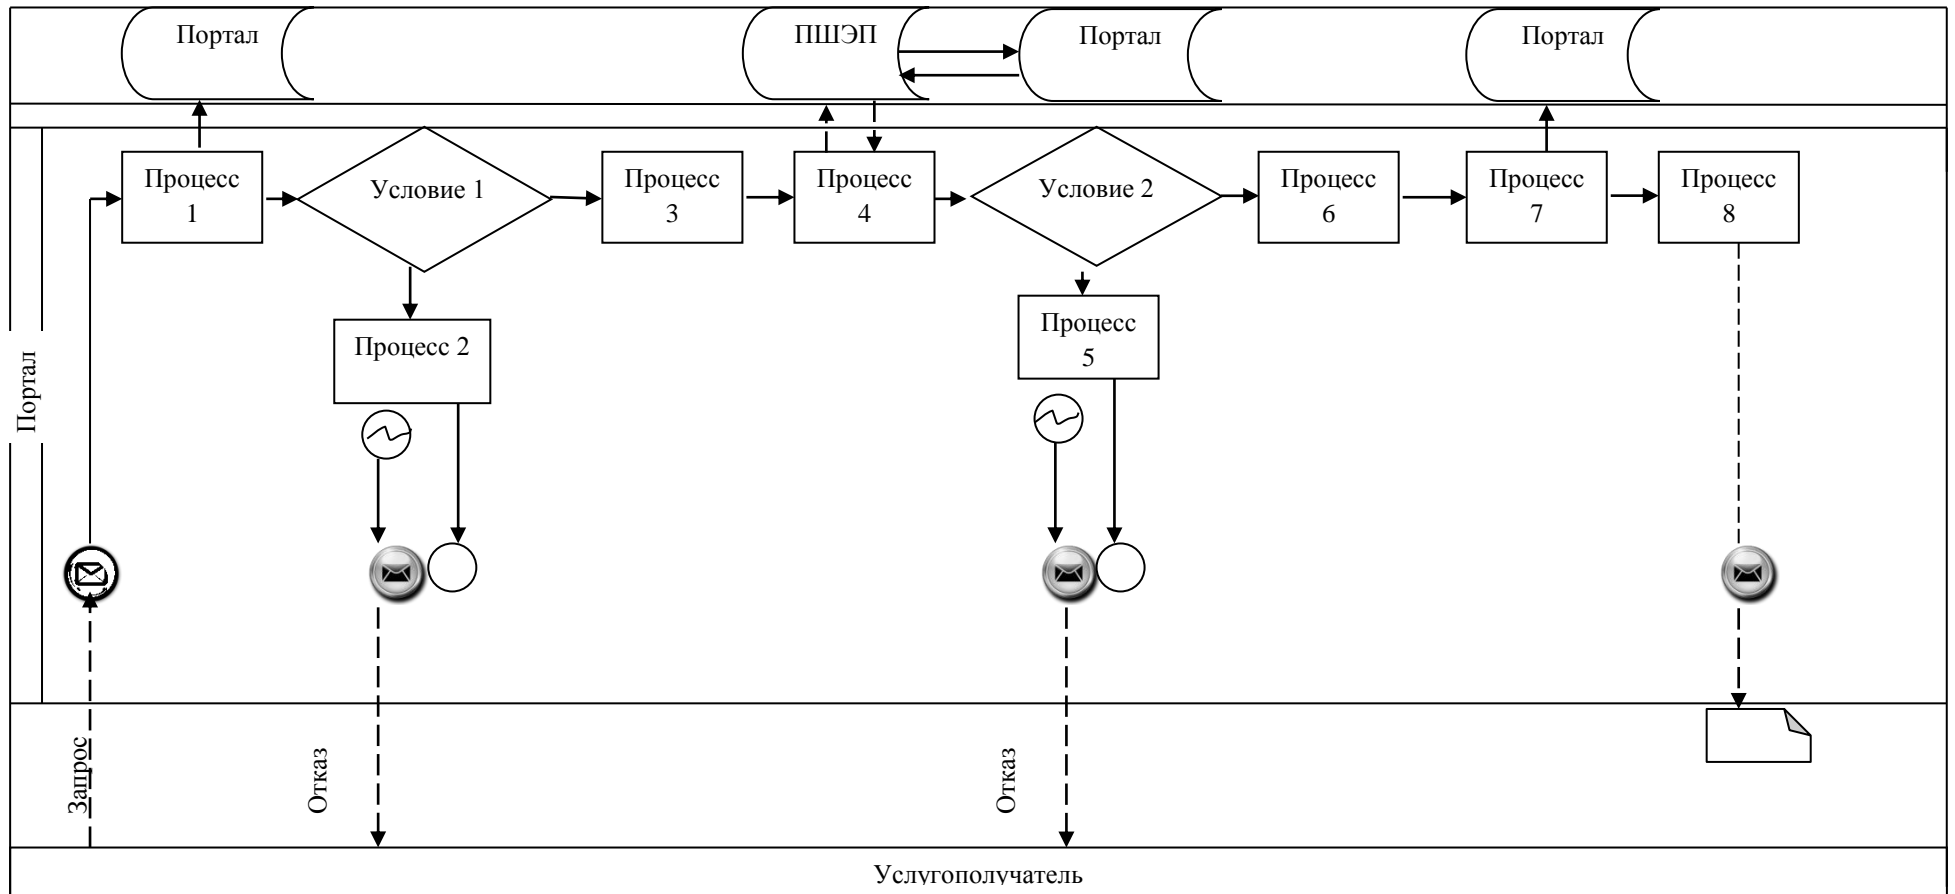 Портал
ПШЭП
Портал
Портал
Процесс
1
Условие 1
Процесс
3
Процесс
4
Условие 2
Процесс
6
Процесс
7
Процесс
8
Процесс 2
Процесс
5
Портал
Запрос
Отказ
Отказ
Услугополучатель